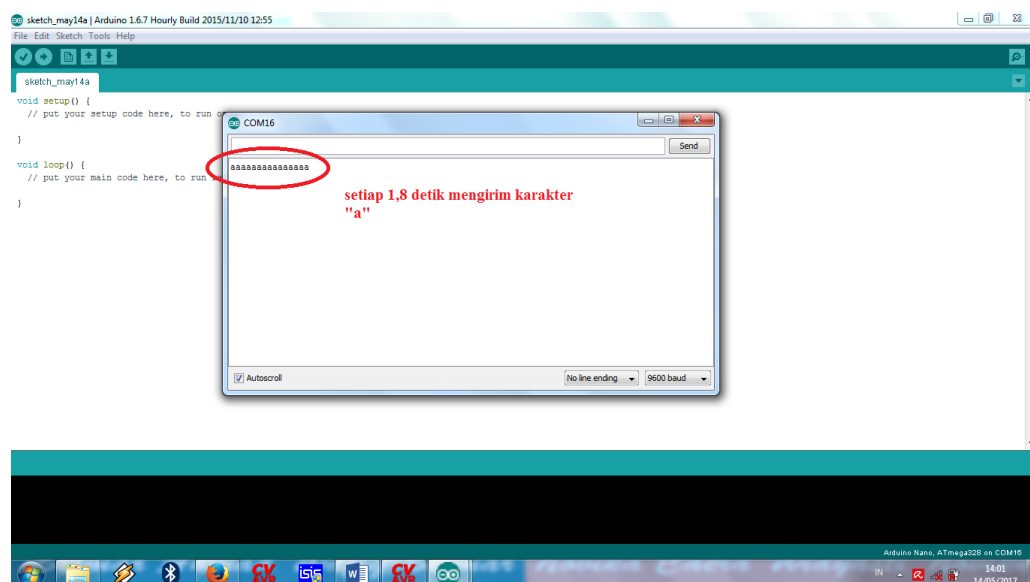 sketch_may14a | Arduino 1.6.7 Hourly Build 2015/11/10 12:55
File Edit Sketch Tools Help
sketch_may14a
void setup() {
// put your setup code here, to run
}
void loop() {
// put your main code here, to run
}
COM16
Send
aaaaaaaaaaaaaaa
setiap 1,8 detik mengirim karakter
"a"
Autoscroll
No line ending
9600 baud
Arduino Nano, ATmega328 on COM16
IN
14:01
14/05/2017